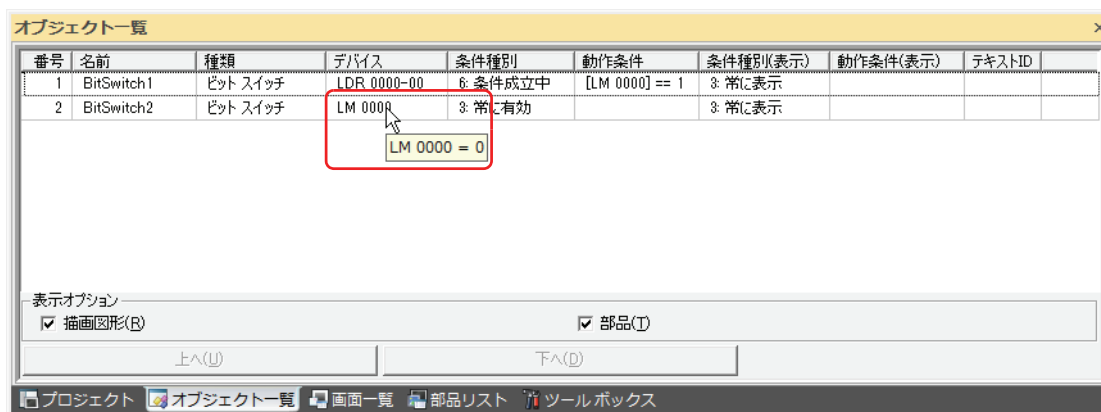 オブジェクト一覧 ×
番号 名前 種類 デバイス 条件種別 動作条件 条件種別(表示) 動作条件(表示) テキストID
1 BitSwitch1 ビット スイッチ LDR 0000-00 6: 条件成立中 [LM 0000] == 1 3: 常に表示
2 BitSwitch2 ビット スイッチ LM 0000 3: 常に有効 3: 常に表示
LM 0000 = 0
表示オプション
描画図形(R) 部品(T)
上へ(U) 下へ(D)
プロジェクト オブジェクト一覧 画面一覧 部品リスト ツールボックス